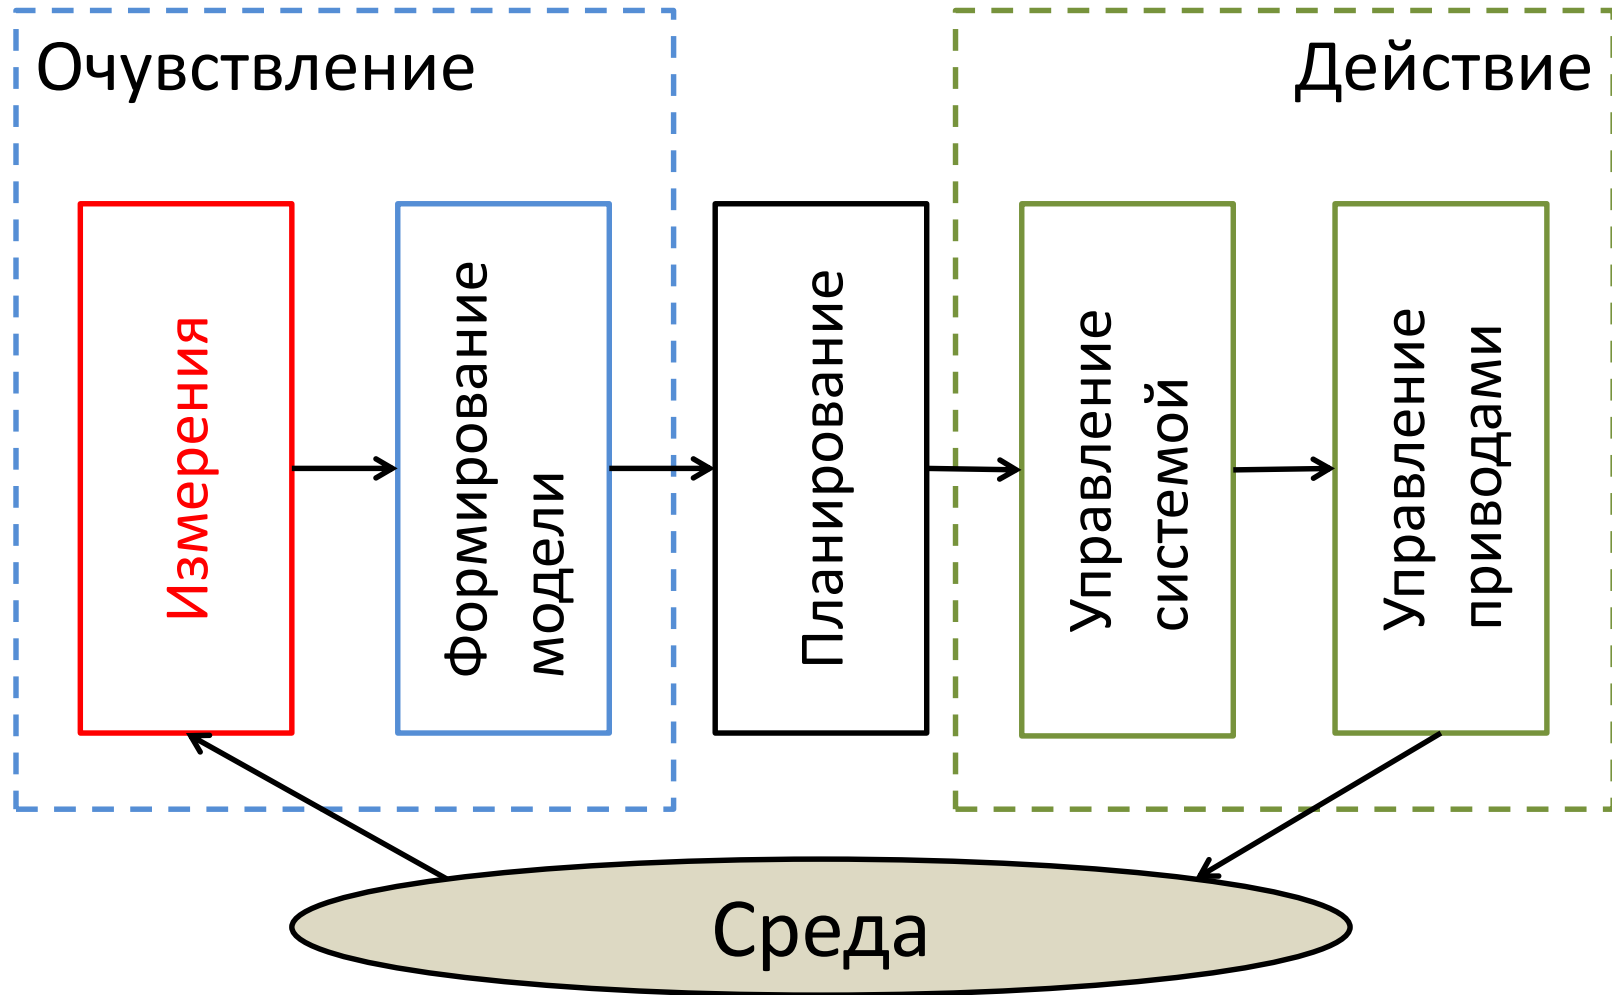 Очувствление
Действие
Измерения
Формирование
модели
Планирование
Управление
системой
Управление
приводами
Среда